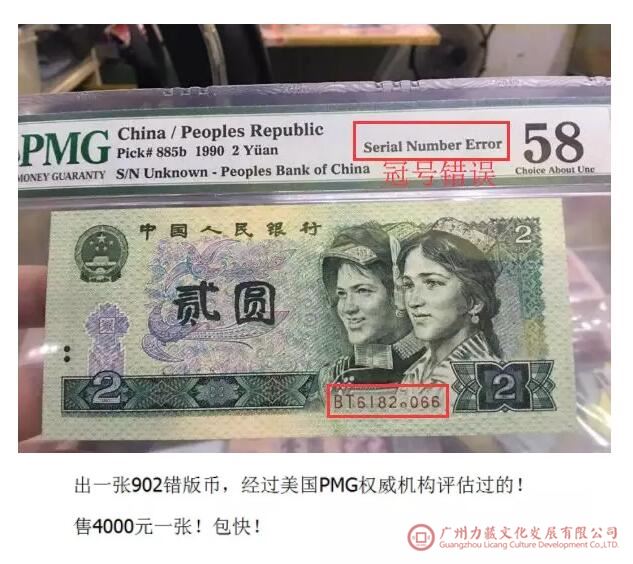 PMG
MONEY GUARANTY
China / Peoples Republic
Pick# 885b 1990 2 Yüan
S/N Unknown - Peoples Bank of China
Serial Number Error
冠号错误
58
Choice About Unc
中国人民银行
2
贰圆
2
BT61820066
2
出一张902错版币，经过美国PMG权威机构评估过的！
售4000元一张！包快！
广州力藏文化发展有限公司
Guangzhou Licang Culture Development Co.,LTD.